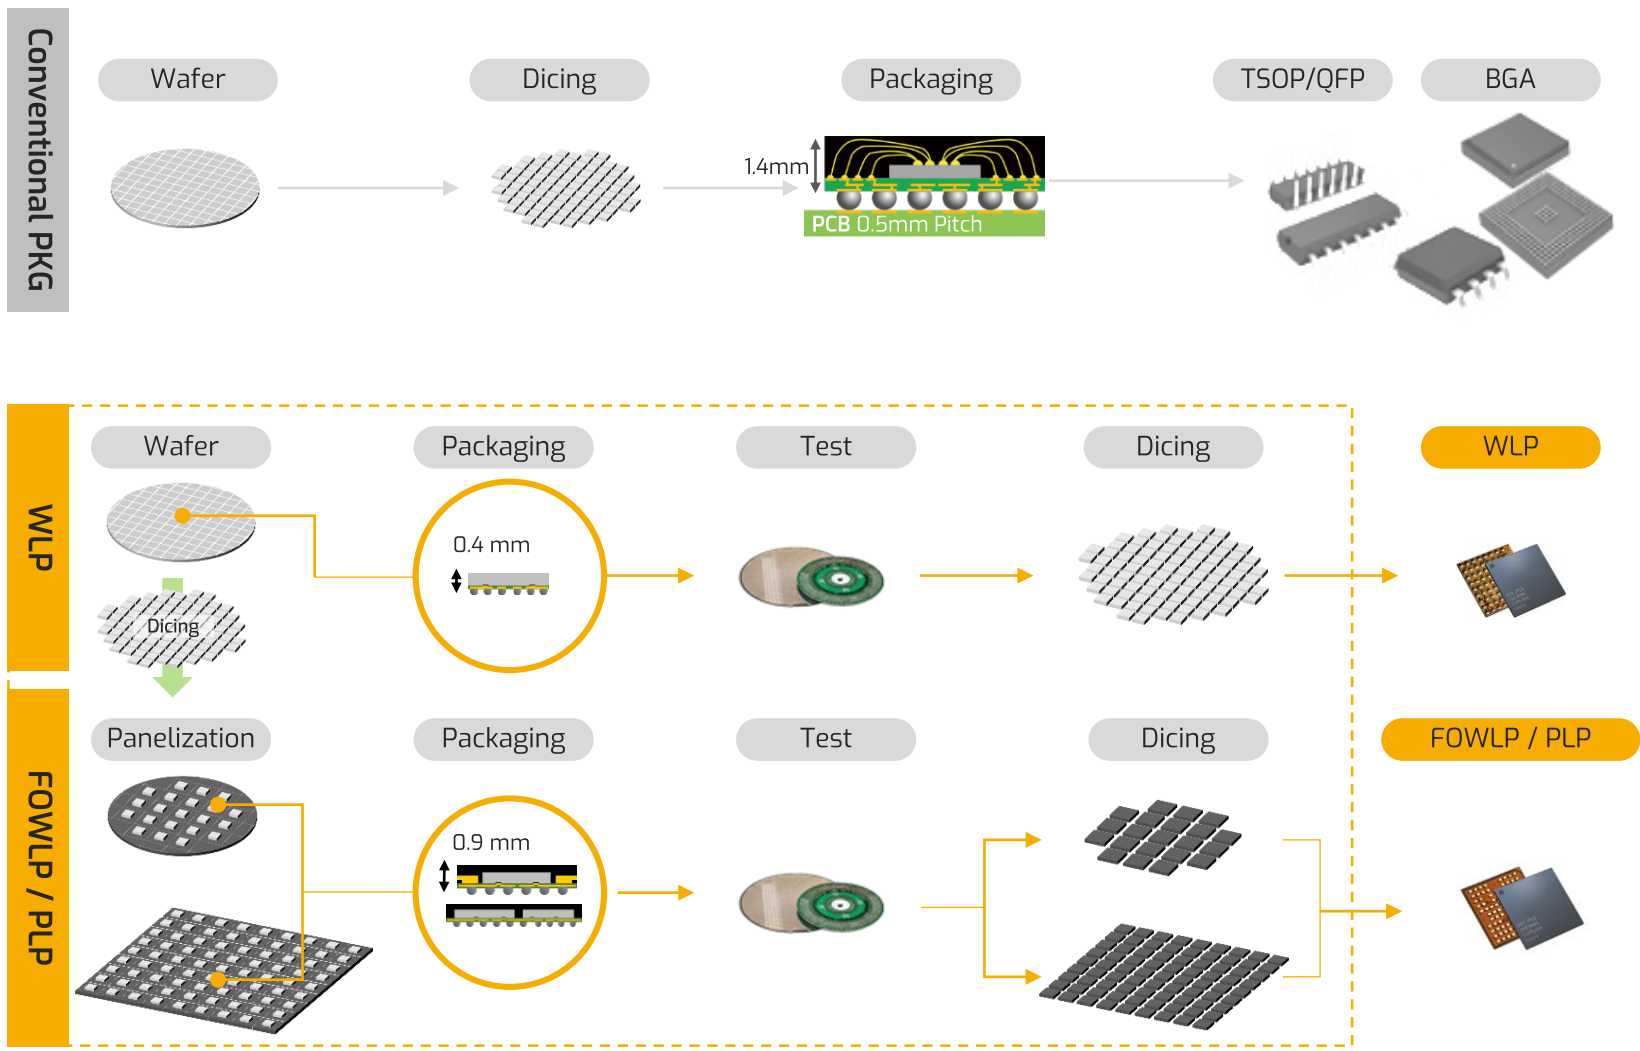 Conventional PKG
Wafer
Dicing
Packaging
TSOP/QFP
BGA
1.4mm
PCB 0.5mm Pitch
WLP
Wafer
Packaging
Test
Dicing
WLP
0.4 mm
Dicing
FOWLP / PLP
Panelization
Packaging
Test
Dicing
FOWLP / PLP
0.9 mm